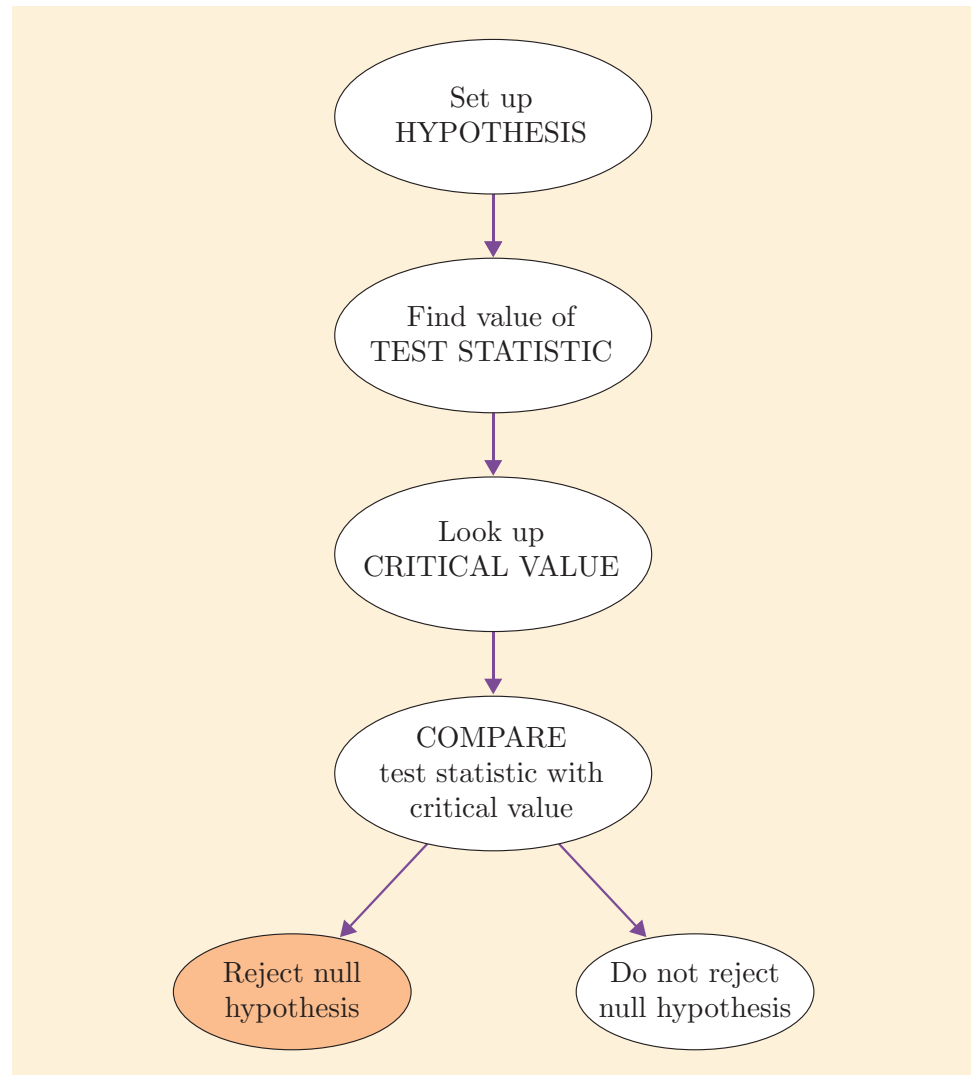 Set up
HYPOTHESIS
Find value of
TEST STATISTIC
Look up
CRITICAL VALUE
COMPARE
test statistic with
critical value
Reject null
hypothesis
Do not reject
null hypothesis